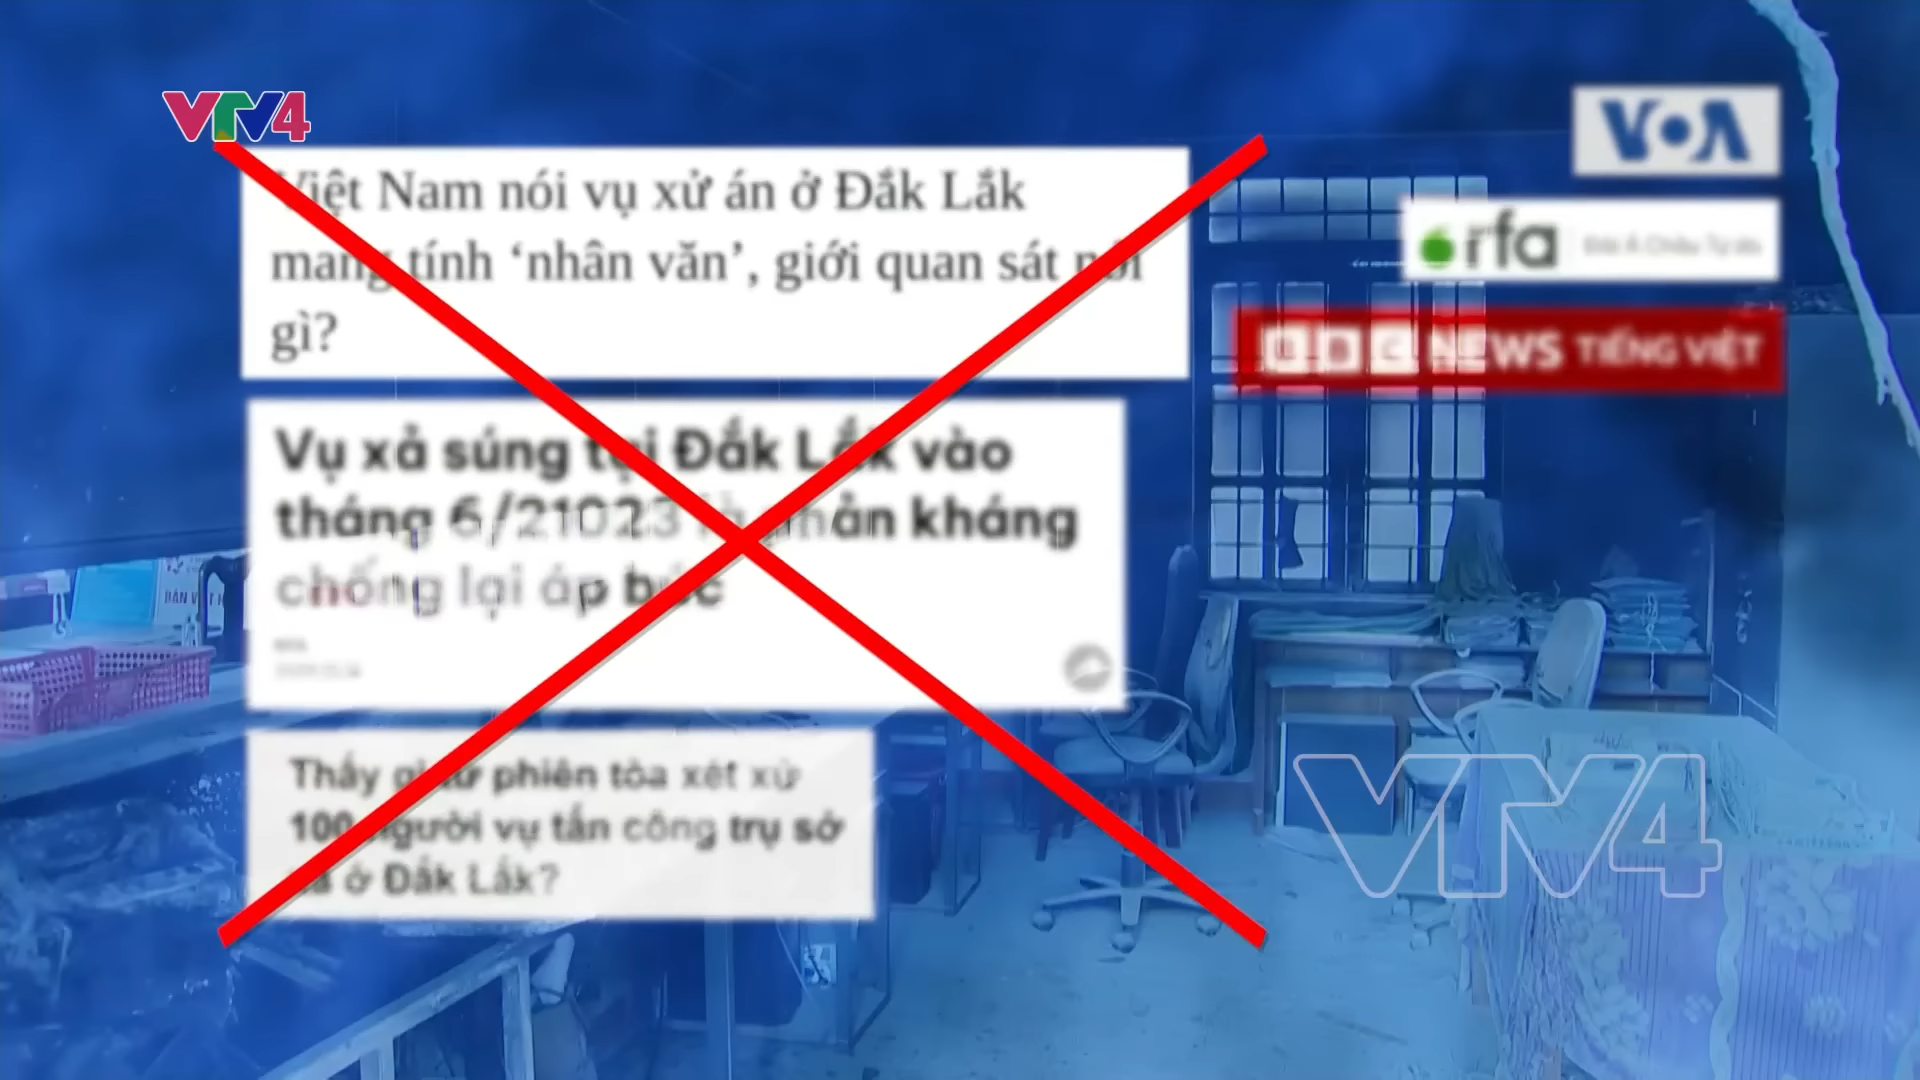 VTV4
VOA
Việt Nam nói vụ xử án ở Đắk Lắk
mang tính ‘nhân văn’, giới quan sát nói
gì?
rfa
BBC NEWS TIẾNG VIỆT
Vụ xả súng tại Đắk Lắk vào
tháng 6/21023 là phản kháng
chống lại áp bức
Thấy gì từ phiên tòa xét xử
100 người vụ tấn công trụ sở
xã ở Đắk Lắk?
VTV4